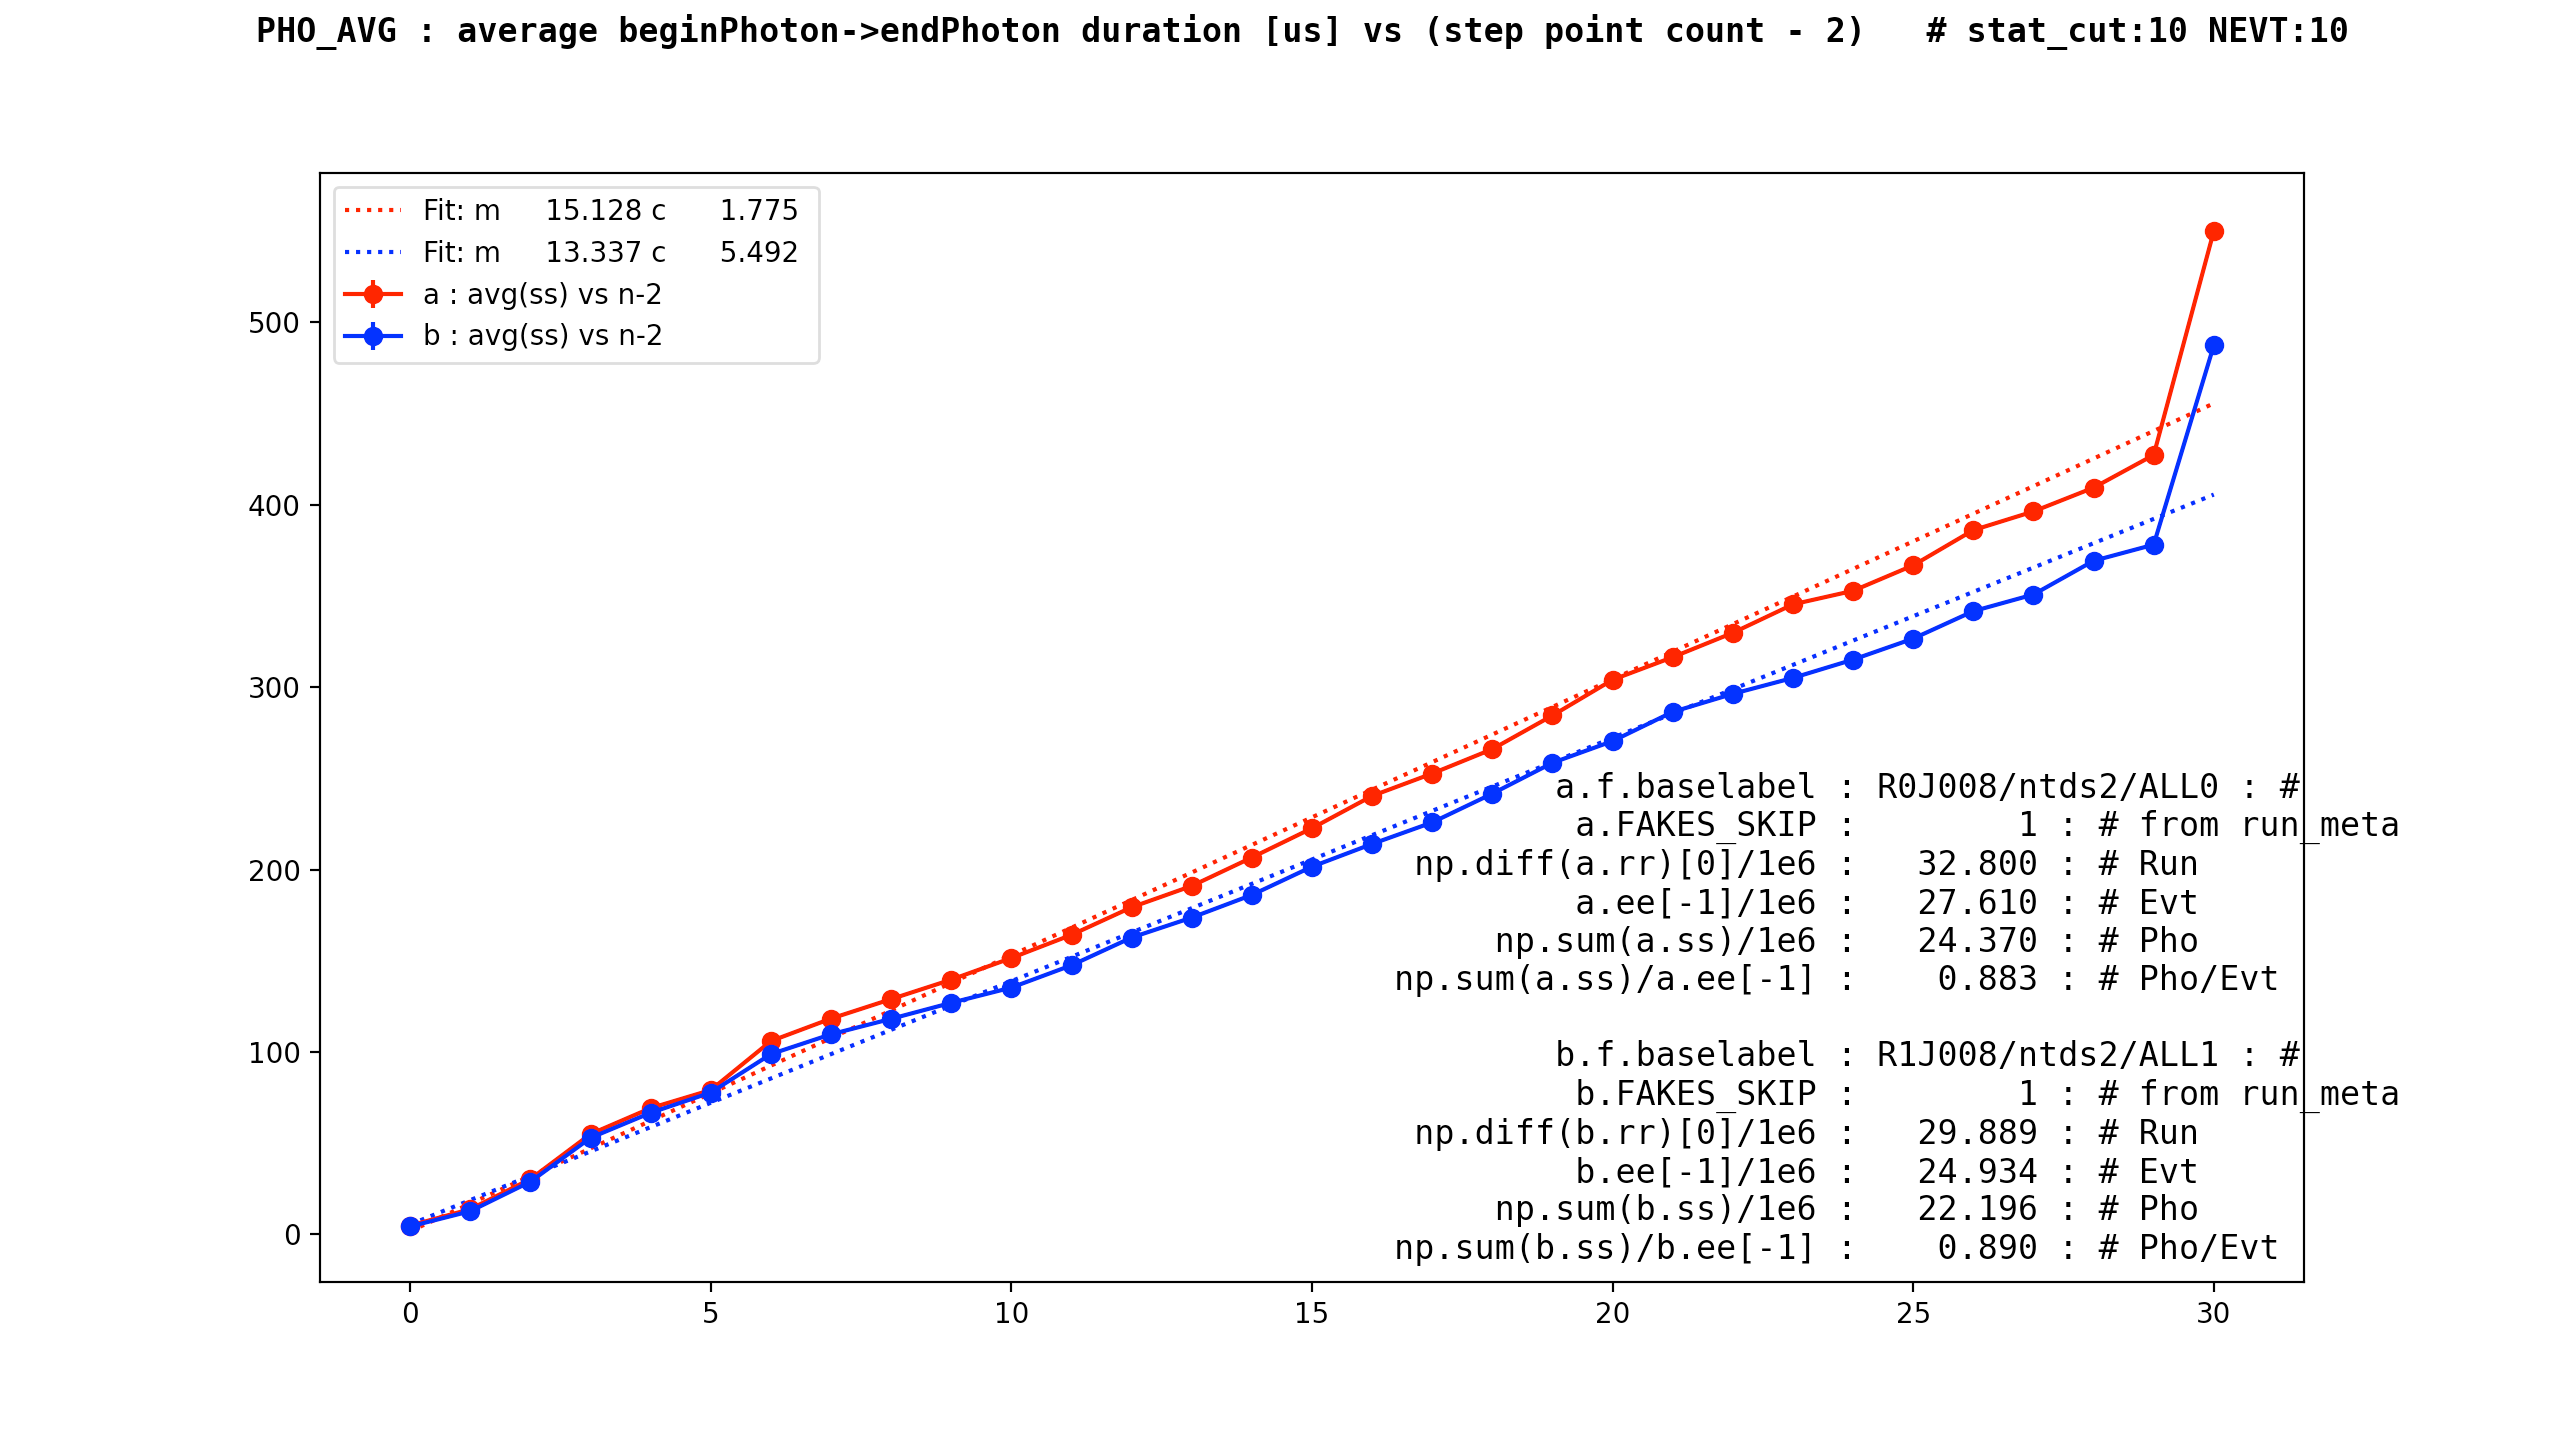 PHO_AVG : average beginPhoton->endPhoton duration [us] vs (step point count - 2)   # stat_cut:10 NEVT:10
Fit: m 15.128 c 1.775
Fit: m 13.337 c 5.492
a : avg(ss) vs n-2
b : avg(ss) vs n-2
500
400
300
200
100
0
a.f.baselabel : R0J008/ntds2/ALL0 : #
a.FAKES_SKIP : 1 : # from run_meta
np.diff(a.rr)[0]/1e6 : 32.800 : # Run
a.ee[-1]/1e6 : 27.610 : # Evt
np.sum(a.ss)/1e6 : 24.370 : # Pho
np.sum(a.ss)/a.ee[-1] : 0.883 : # Pho/Evt
b.f.baselabel : R1J008/ntds2/ALL1 : #
b.FAKES_SKIP : 1 : # from run_meta
np.diff(b.rr)[0]/1e6 : 29.889 : # Run
b.ee[-1]/1e6 : 24.934 : # Evt
np.sum(b.ss)/1e6 : 22.196 : # Pho
np.sum(b.ss)/b.ee[-1] : 0.890 : # Pho/Evt
0 5 10 15 20 25 30